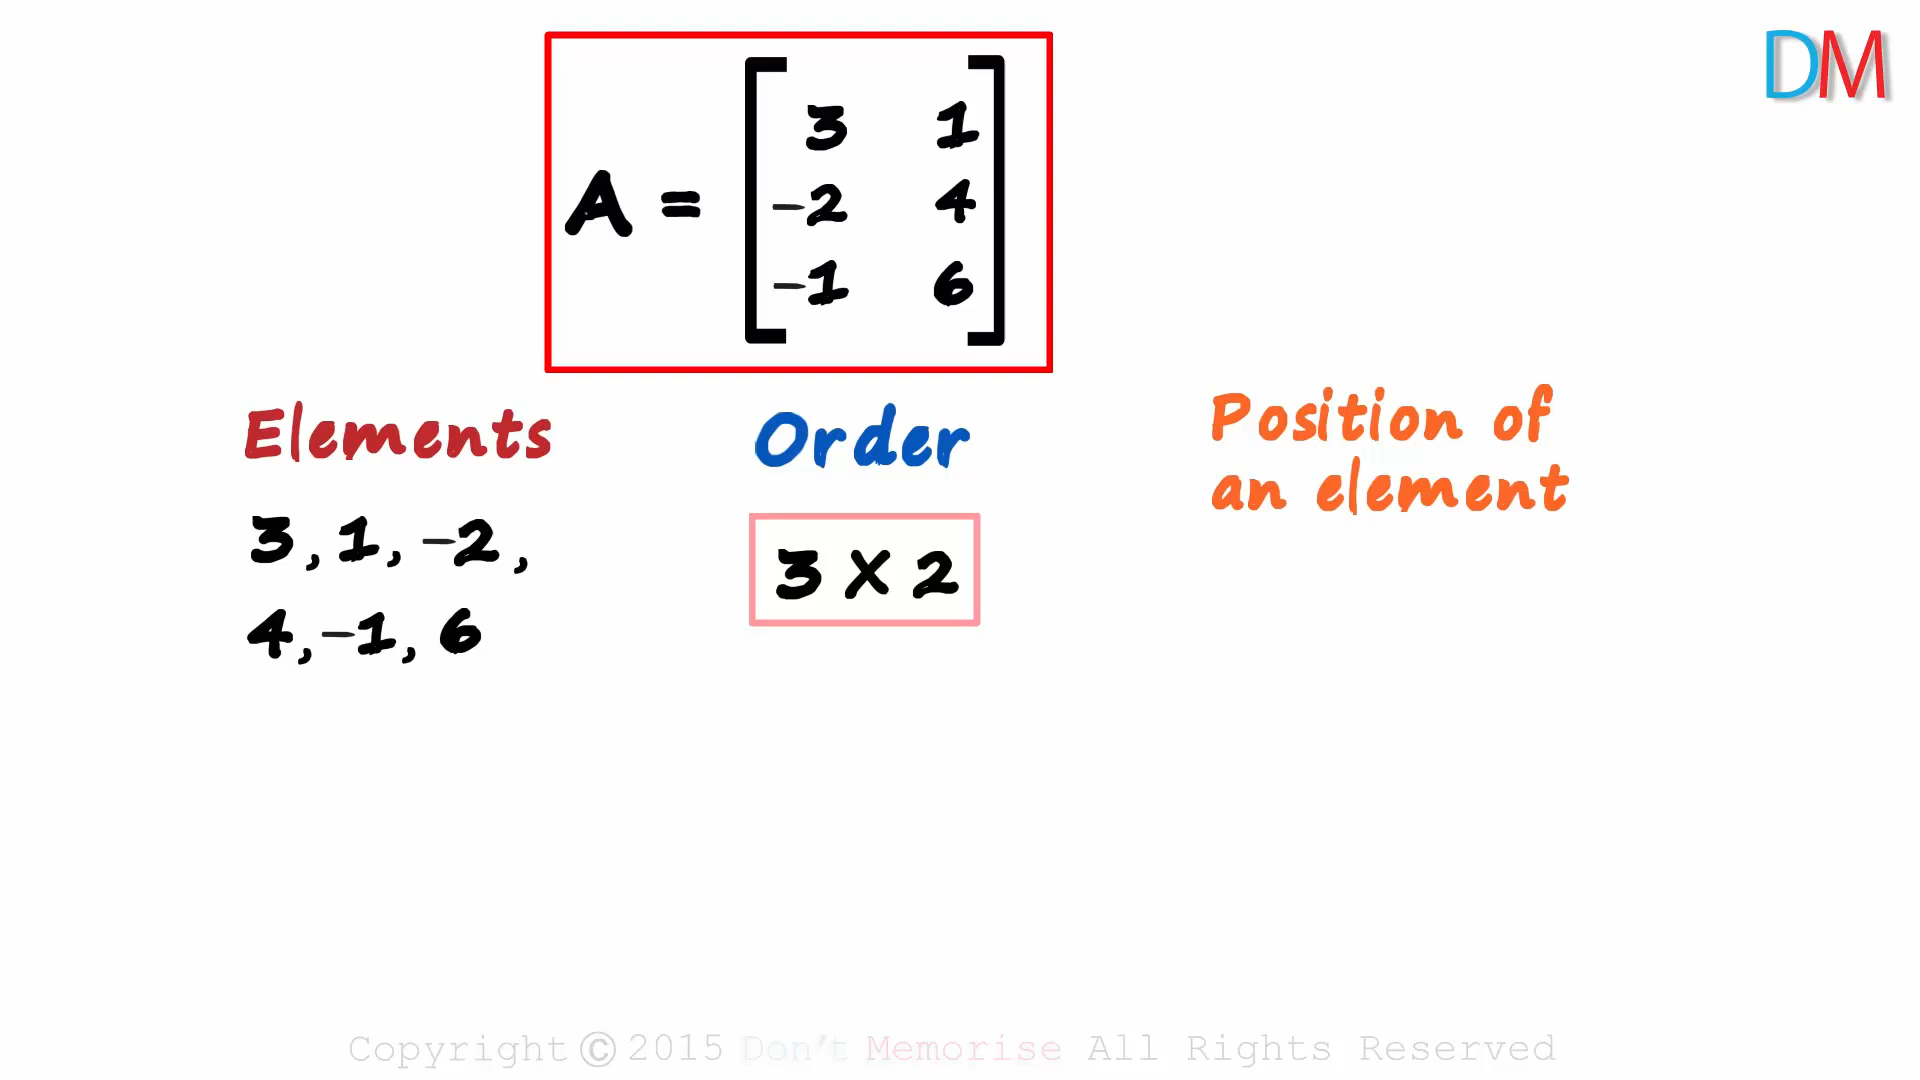 DM
3 1
A = -2 4
-1 6
Elements
3, 1, -2,
4, -1, 6
Order
3 X 2
Position of
an element
Copyright © 2015 Don't Memorise All Rights Reserved